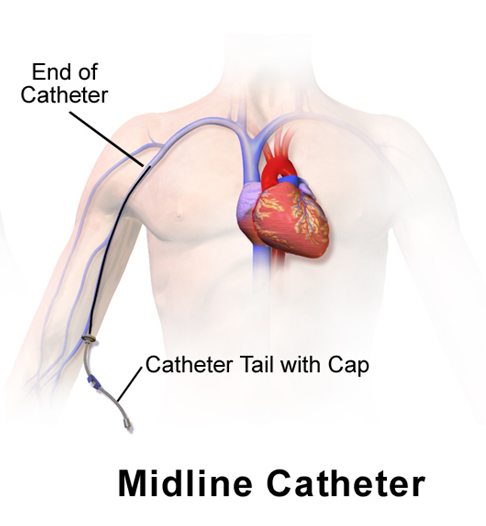 End of
Catheter
Catheter Tail with Cap
Midline Catheter